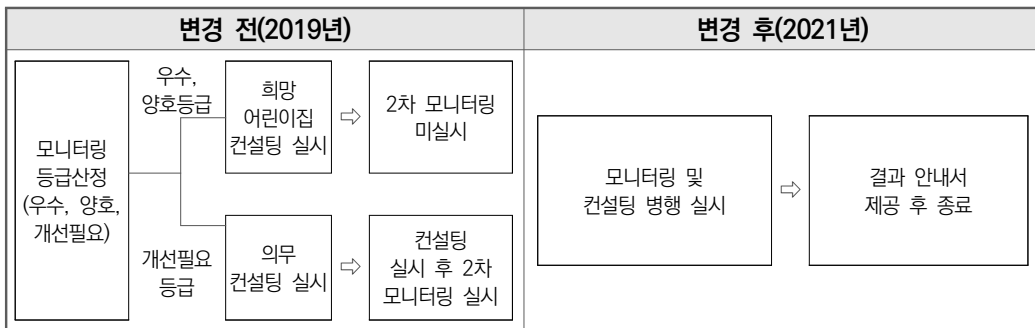 변경 전(2019년)
변경 후(2021년)
모니터링
등급산정
(우수, 양호,
개선필요)
우수,
양호등급
희망
어린이집
컨설팅 실시
⇨
2차 모니터링
미실시
개선필요
등급
의무
컨설팅 실시
⇨
컨설팅
실시 후 2차
모니터링 실시
모니터링 및
컨설팅 병행 실시
⇨
결과 안내서
제공 후 종료